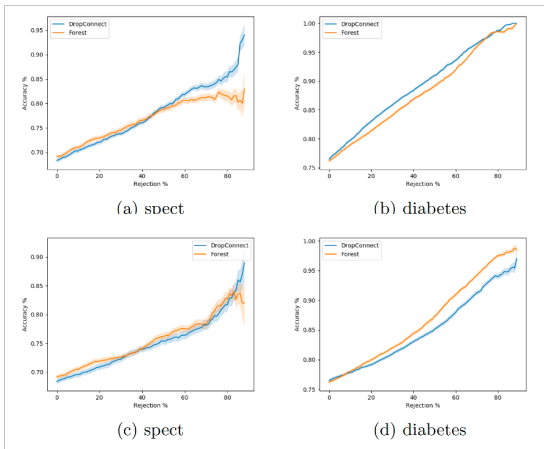 DropConnect
Forest
0.95
0.90
0.85
0.80
0.75
0.70
Accuracy %
0 20 40 60 80
Rejection %
(a) spect
DropConnect
Forest
1.00
0.95
0.90
0.85
0.80
0.75
Accuracy %
0 20 40 60 80
Rejection %
(b) diabetes
DropConnect
Forest
0.90
0.85
0.80
0.75
0.70
Accuracy %
0 20 40 60 80
Rejection %
(c) spect
DropConnect
Forest
1.00
0.95
0.90
0.85
0.80
0.75
Accuracy %
0 20 40 60 80
Rejection %
(d) diabetes